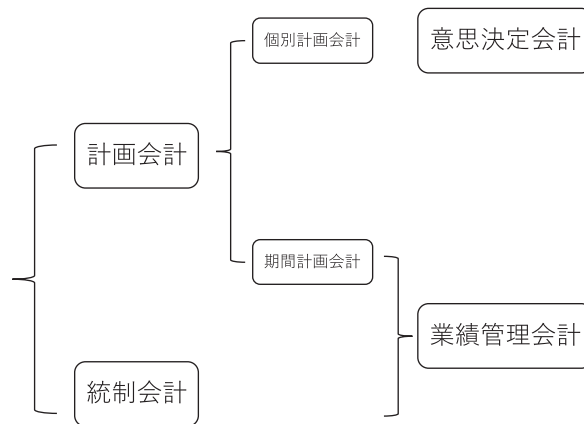 個別計画会計
意思決定会計
計画会計
期間計画会計
業績管理会計
統制会計